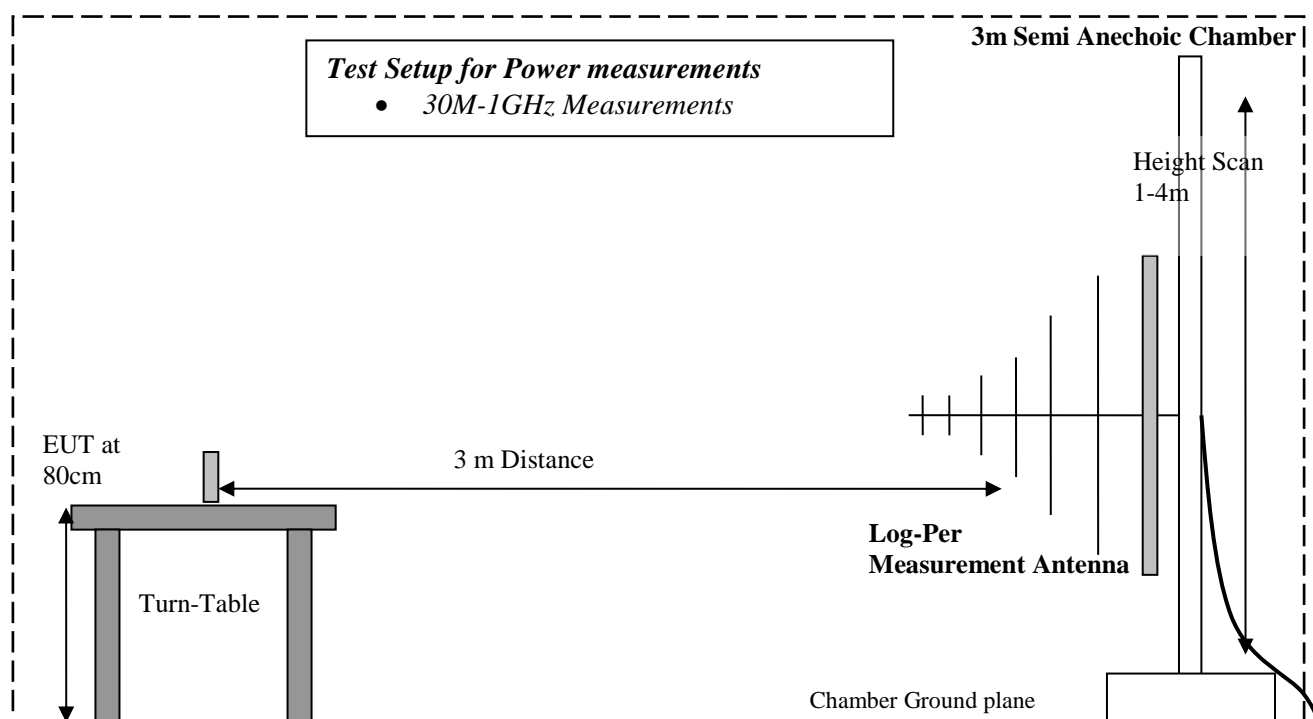 3m Semi Anechoic Chamber
Test Setup for Power measurements
• 30M-1GHz Measurements
Height Scan
1-4m
EUT at
80cm
3 m Distance
Log-Per
Measurement Antenna
Turn-Table
Chamber Ground plane